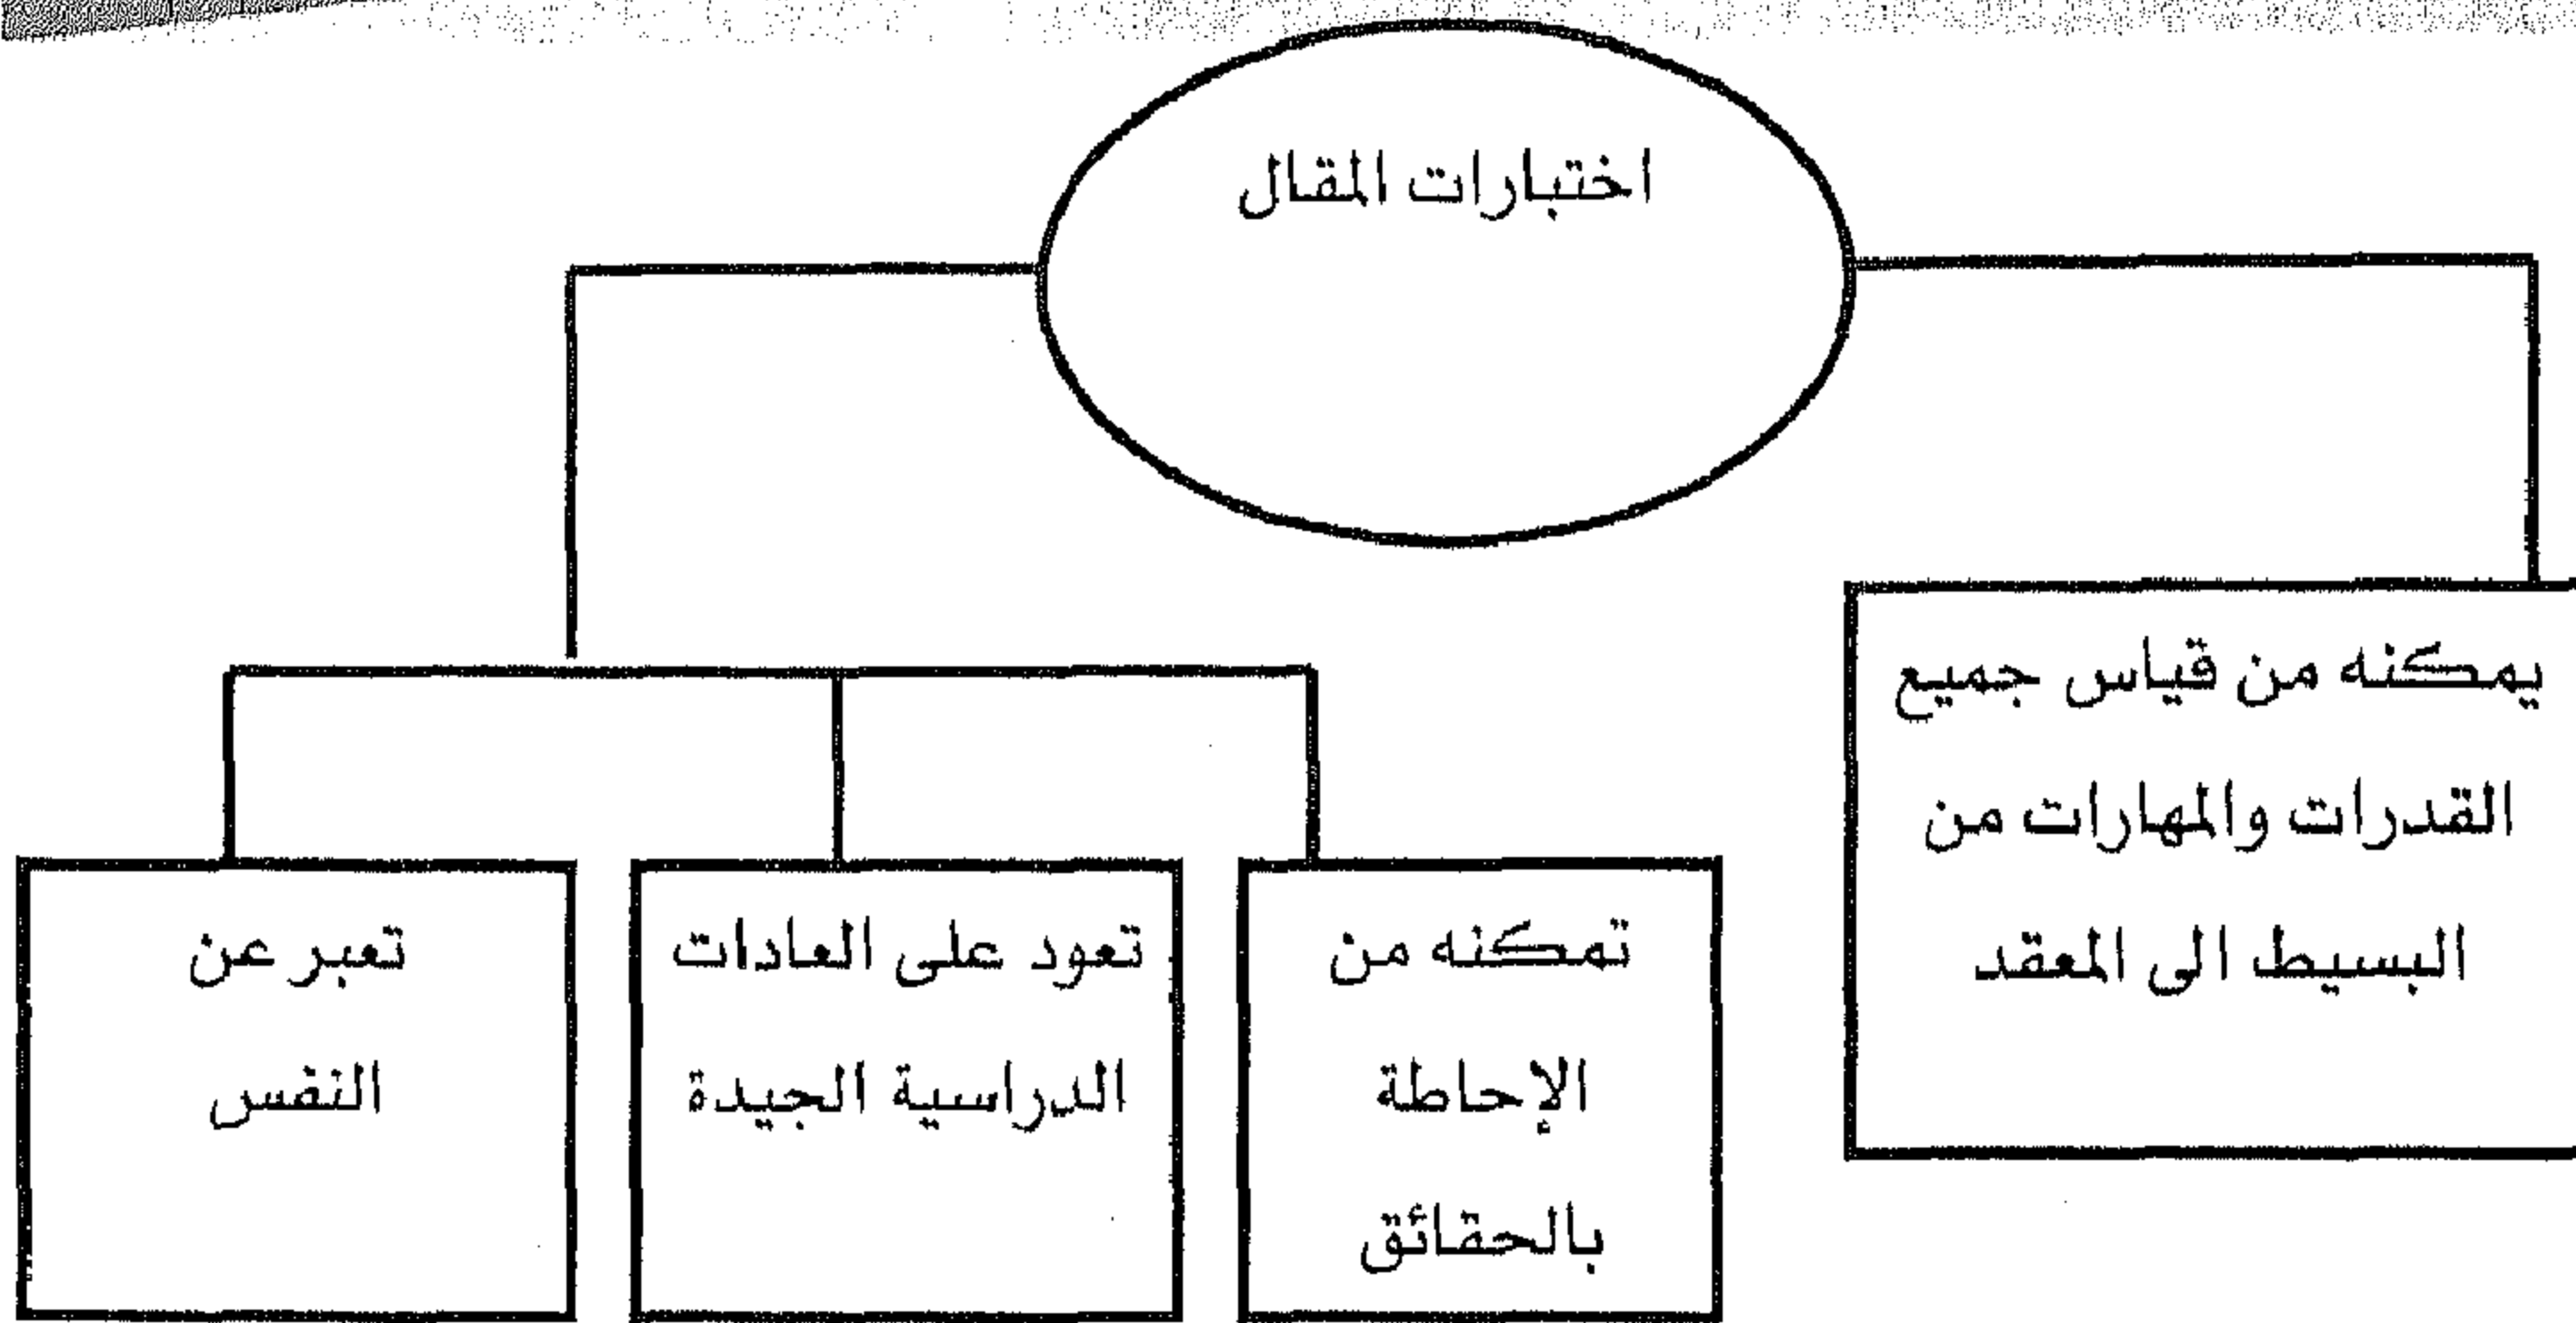 اختبارات المقال
يمكنه من قياس جميع
القدرات والمهارات من
البسيط الى المعقد
تمكنه من
الإحاطة
بالحقائق
تعود على العادات
الدراسية الجيدة
تعبر عن
النفس